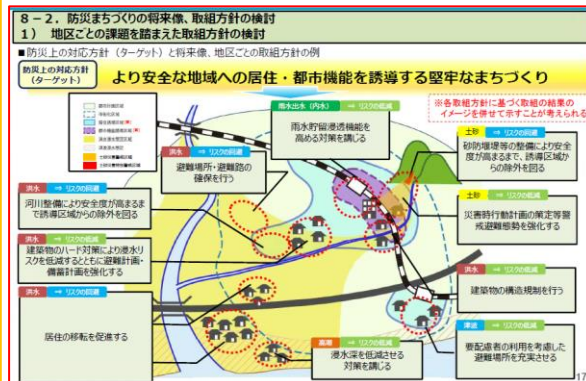 8－2．防災まちづくりの将来像、取組方針の検討
1） 地区ごとの課題を踏まえた取組方針の検討
■防災上の対応方針（ターゲット）と将来像、地区ごとの取組方針の例
防災上の対応方針
（ターゲット）
より安全な地域への居住・都市機能を誘導する堅牢なまちづくり
雨水出水（内水） ⇒ リスクの低減
雨水貯留浸透機能を
高める対策を講じる
※各取組方針に基づく取組の結果の
イメージを併せて示すことが考えられる
土砂 ⇒ リスクの回避
砂防堰堤等の整備により安全
度が高まるまで、誘導区域
からの除外を図る
洪水 ⇒ リスクの低減
避難場所・避難路の
確保を行う
洪水 ⇒ リスクの回避
河川整備により安全度が高まるま
で誘導区域からの除外を図る
土砂 ⇒ リスクの低減
災害時行動計画の策定等警
戒避難態勢を強化する
洪水 ⇒ リスクの低減
建築物のハード対策により浸水リ
スクを低減するとともに避難計画・
備蓄計画を強化する
洪水 ⇒ リスクの低減
建築物の構造規制を行う
洪水 ⇒ リスクの回避
居住の移転を促進する
高潮 ⇒ リスクの低減
浸水深を低減させる
対策を講じる
津波 ⇒ リスクの低減
要配慮者の利用を考慮した
避難場所を充実させる
17